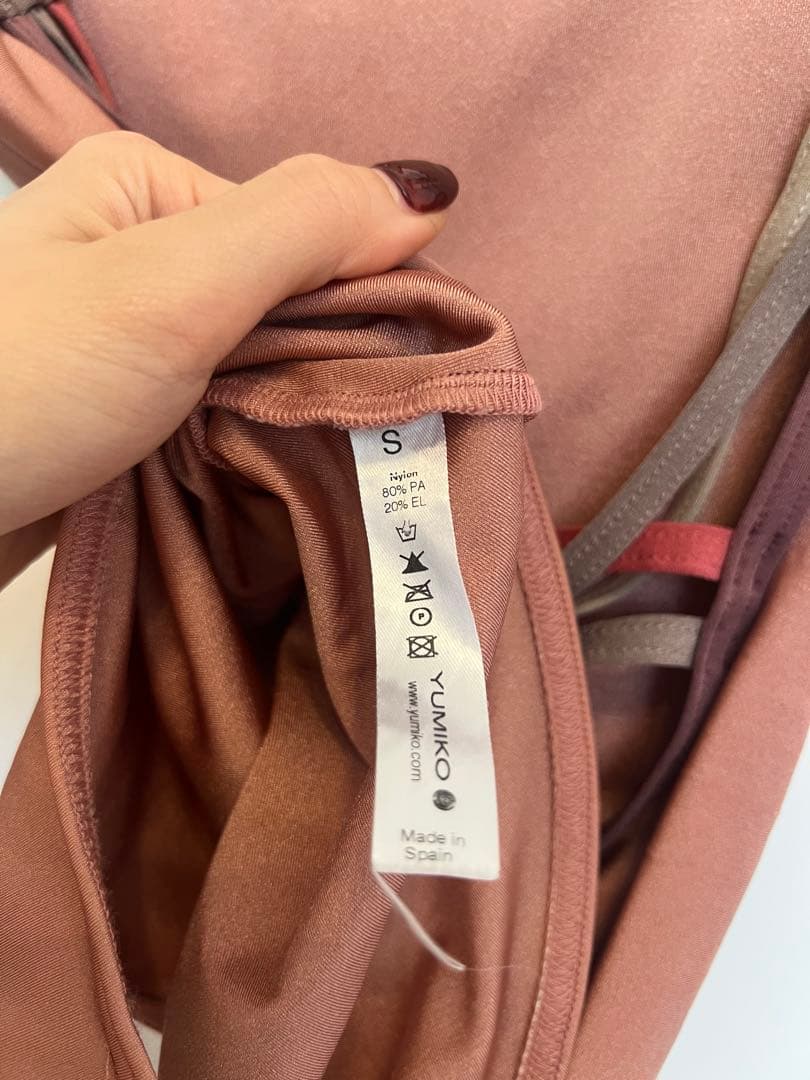 S
Nylon
80% PA
20% EL
P
YUMIKO
www.yumiko.com
Made in
Spain